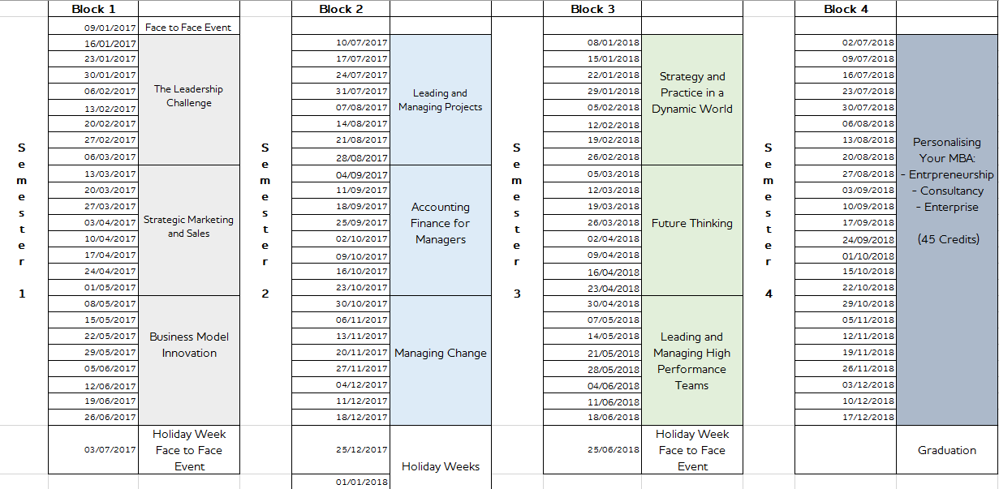 Block 1
Semester 1
09/01/2017 Face to Face Event
16/01/2017
23/01/2017
30/01/2017
06/02/2017
13/02/2017
20/02/2017
27/02/2017
06/03/2017
The Leadership
Challenge
13/03/2017
20/03/2017
27/03/2017
03/04/2017
10/04/2017
17/04/2017
24/04/2017
01/05/2017
Strategic Marketing
and Sales
08/05/2017
15/05/2017
22/05/2017
29/05/2017
05/06/2017
12/06/2017
19/06/2017
26/06/2017
Business Model
Innovation
03/07/2017
Holiday Week
Face to Face
Event
Block 2
Semester 2
10/07/2017
17/07/2017
24/07/2017
31/07/2017
07/08/2017
14/08/2017
21/08/2017
28/08/2017
Leading and
Managing Projects
04/09/2017
11/09/2017
18/09/2017
25/09/2017
02/10/2017
09/10/2017
16/10/2017
23/10/2017
Accounting
Finance for
Managers
30/10/2017
06/11/2017
13/11/2017
20/11/2017
27/11/2017
04/12/2017
11/12/2017
18/12/2017
Managing Change
25/12/2017
01/01/2018
Holiday Weeks
Block 3
Semester 3
08/01/2018
15/01/2018
22/01/2018
29/01/2018
05/02/2018
12/02/2018
19/02/2018
26/02/2018
Strategy and
Practice in a
Dynamic World
05/03/2018
12/03/2018
19/03/2018
26/03/2018
02/04/2018
09/04/2018
16/04/2018
23/04/2018
Future Thinking
30/04/2018
07/05/2018
14/05/2018
21/05/2018
28/05/2018
04/06/2018
11/06/2018
18/06/2018
Leading and
Managing High
Performance
Teams
25/06/2018
Holiday Week
Face to Face
Event
Block 4
Semester 4
02/07/2018
09/07/2018
16/07/2018
23/07/2018
30/07/2018
06/08/2018
13/08/2018
20/08/2018
27/08/2018
03/09/2018
10/09/2018
17/09/2018
24/09/2018
01/10/2018
15/10/2018
22/10/2018
29/10/2018
05/11/2018
12/11/2018
19/11/2018
26/11/2018
03/12/2018
10/12/2018
17/12/2018
Personalising
Your MBA:
- Entrpreneurship
- Consultancy
- Enterprise
(45 Credits)
Graduation